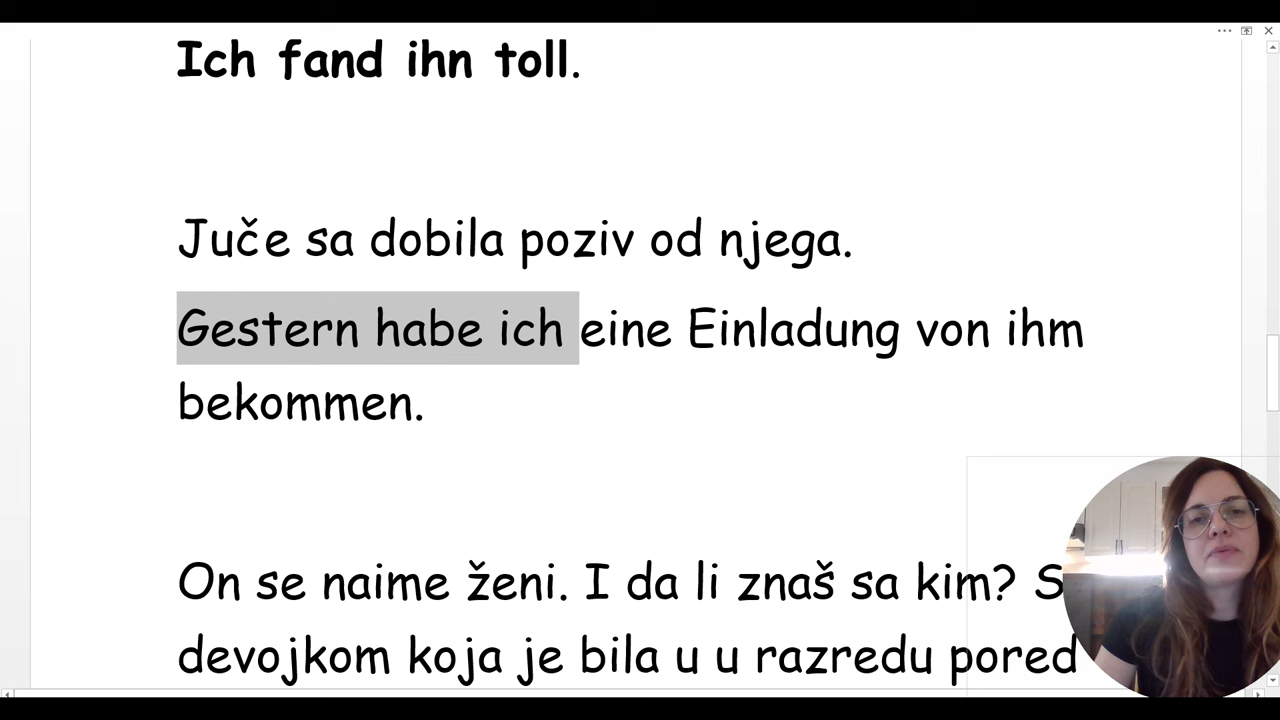 Ich fand ihn toll.
Juče sa dobila poziv od njega.
Gestern habe ich eine Einladung von ihm
bekommen.
On se naime ženi. I da li znaš sa kim? S
devojkom koja je bila u u razredu pored